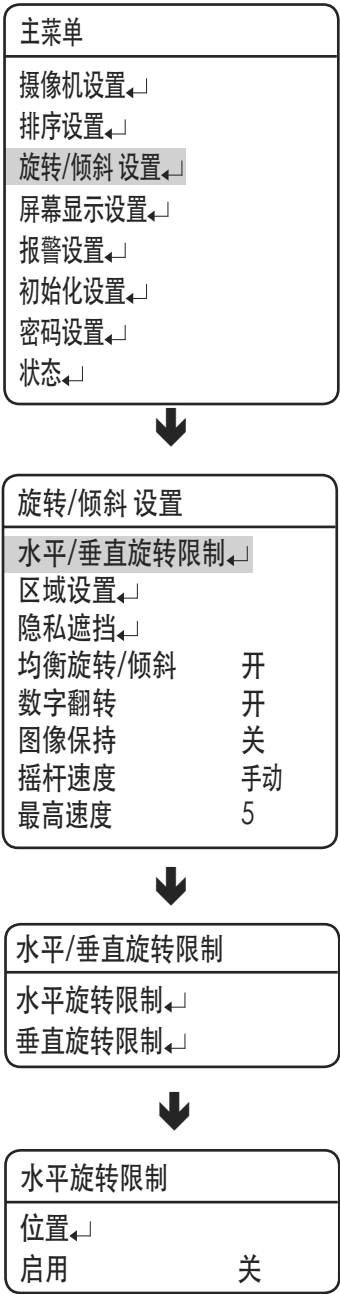 主菜单
摄像机设置↵
排序设置↵
旋转/倾斜 设置↵
屏幕显示设置↵
报警设置↵
初始化设置↵
密码设置↵
状态↵
旋转/倾斜 设置
水平/垂直旋转限制↵
区域设置↵
隐私遮挡↵
均衡旋转/倾斜 开
数字翻转 开
图像保持 关
摇杆速度 手动
最高速度 5
水平/垂直旋转限制
水平旋转限制↵
垂直旋转限制↵
水平旋转限制
位置↵
启用 关